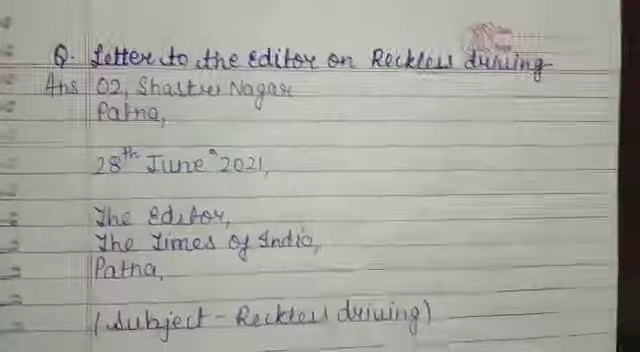 Q. Letter to the editor on Reckless driving
Ans 02, Shastri Nagar
Patna,
28th June 2021,
The Editor,
The Times of India,
Patna,
(Subject - Reckless driving)